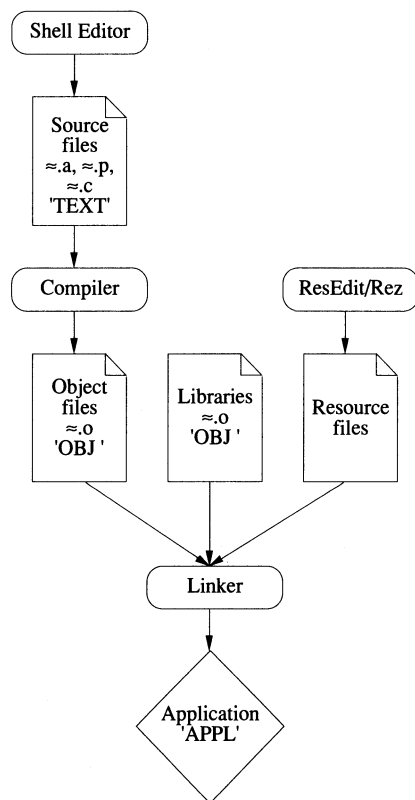 Shell Editor
Source
files
≈.a, ≈.p,
≈.c
'TEXT'
Compiler
ResEdit/Rez
Object
files
≈.o
'OBJ '
Libraries
≈.o
'OBJ '
Resource
files
Linker
Application
'APPL'